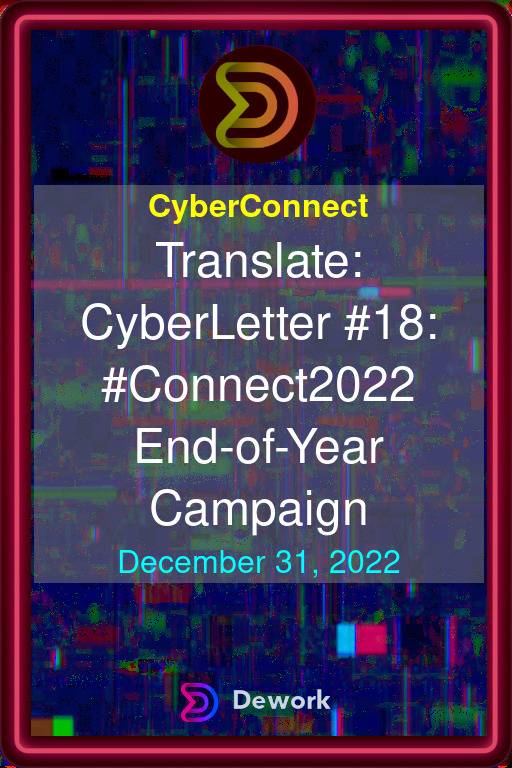 CyberConnect
Translate:
CyberLetter #18:
#Connect2022
End-of-Year
Campaign
December 31, 2022
Dework